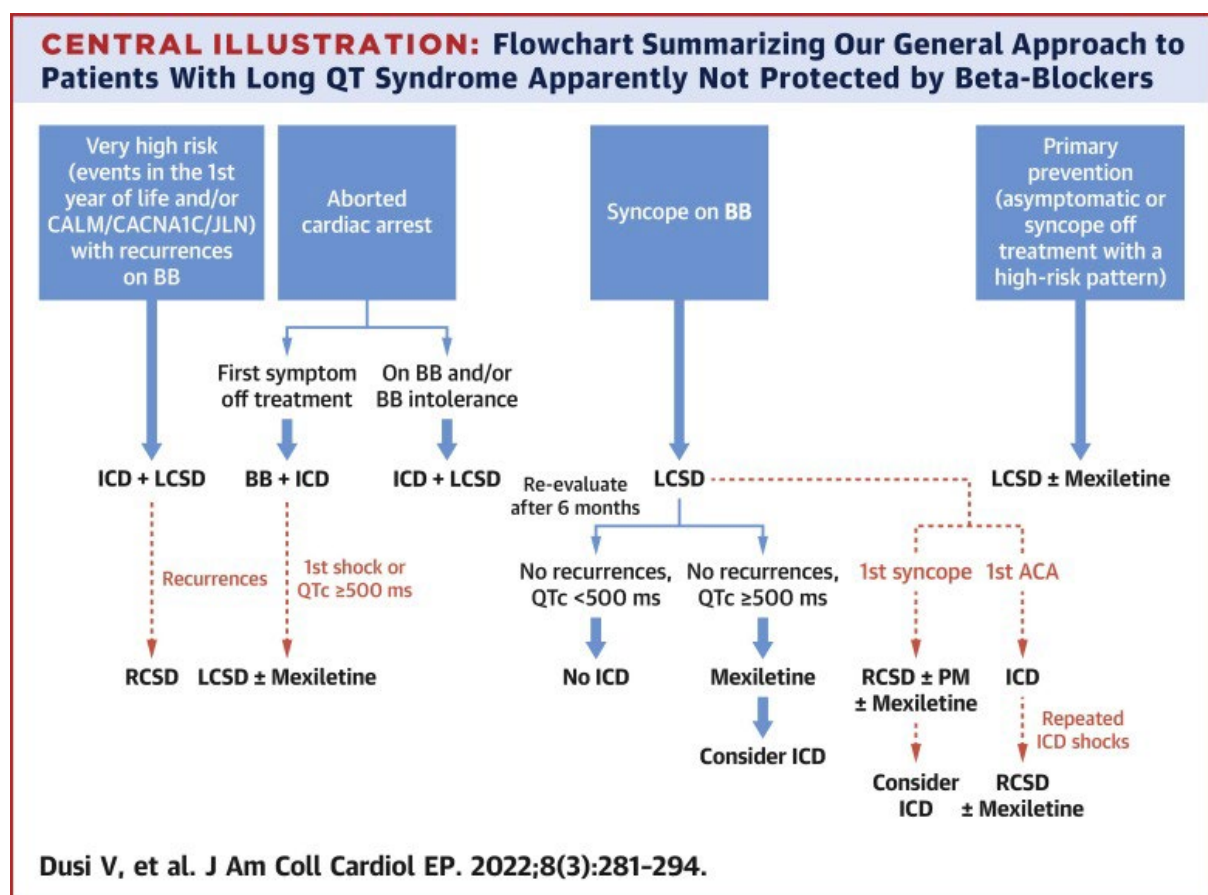 CENTRAL ILLUSTRATION: Flowchart Summarizing Our General Approach to
Patients With Long QT Syndrome Apparently Not Protected by Beta-Blockers
Very high risk
(events in the 1st
year of life and/or
CALM/CACNA1C/JLN)
with recurrences
on BB
Aborted
cardiac arrest
Syncope on BB
Primary
prevention
(asymptomatic or
syncope off
treatment with a
high-risk pattern)
First symptom
off treatment
On BB and/or
BB intolerance
ICD + LCSD
BB + ICD
ICD + LCSD
Re-evaluate
after 6 months
LCSD
LCSD ± Mexiletine
Recurrences
1st shock or
QTc ≥500 ms
No recurrences,
QTc <500 ms
No recurrences,
QTc ≥500 ms
1st syncope
1st ACA
RCSD
LCSD ± Mexiletine
No ICD
Mexiletine
RCSD ± PM
± Mexiletine
ICD
Repeated
ICD shocks
Consider ICD
Consider
ICD
RCSD
± Mexiletine
Dusi V, et al. J Am Coll Cardiol EP. 2022;8(3):281–294.